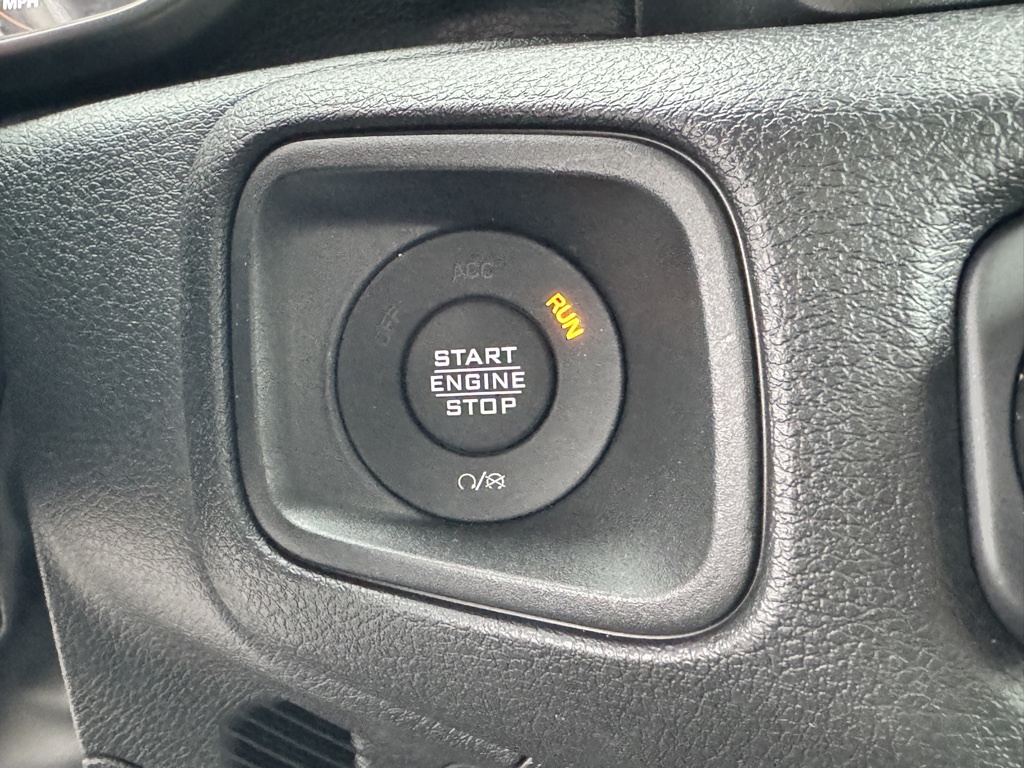 MPH
ACC
OFF
RUN
START
ENGINE
STOP